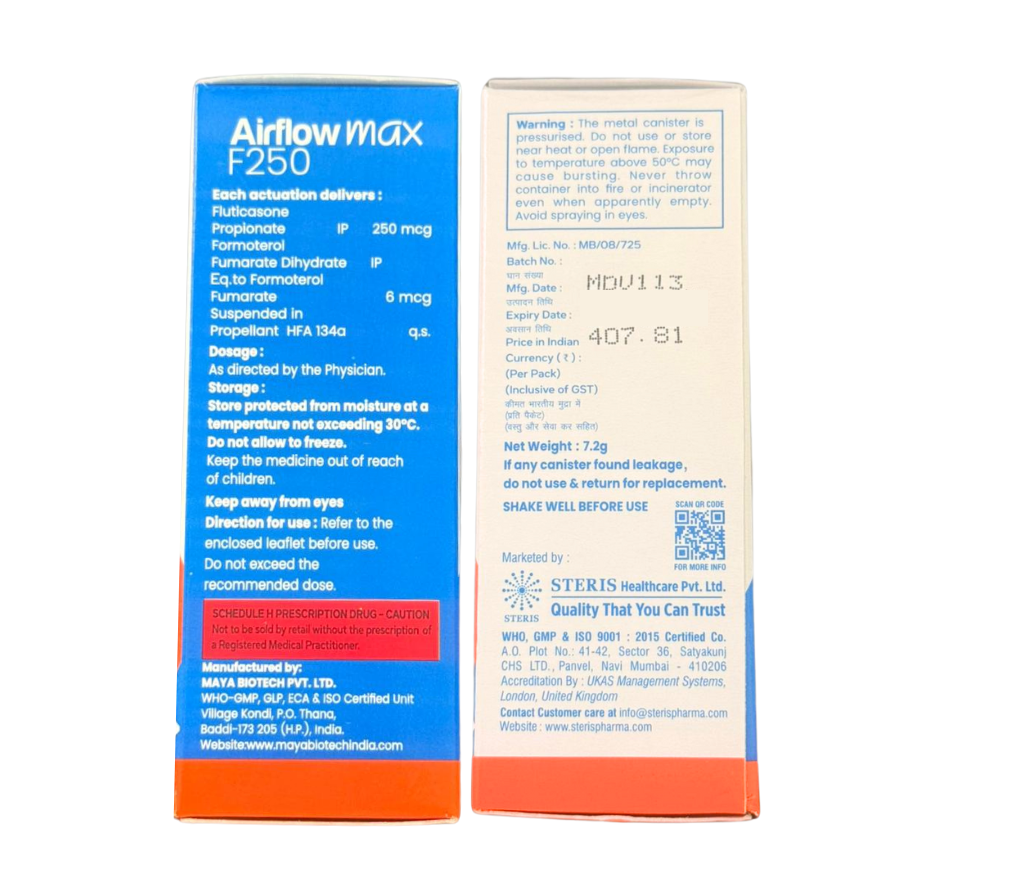 Airflow max
F250
Each actuation delivers :
Fluticasone
Propionate IP 250 mcg
Formoterol
Fumarate Dihydrate IP
Eq.to Formoterol
Fumarate 6 mcg
Suspended in
Propellant HFA 134a q.s.
Dosage :
As directed by the Physician.
Storage :
Store protected from moisture at a
temperature not exceeding 30°C.
Do not allow to freeze.
Keep the medicine out of reach
of children.
Keep away from eyes
Direction for use : Refer to the
enclosed leaflet before use.
Do not exceed the
recommended dose.
SCHEDULE H PRESCRIPTION DRUG - CAUTION
Not to be sold by retail without the prescription of
a Registered Medical Practitioner.
Manufactured by:
MAYA BIOTECH PVT. LTD.
WHO-GMP, GLP, ECA & ISO Certified Unit
Village Kondi, P.O. Thana,
Baddi-173 205 (H.P.), India.
Website:www.mayabiotechindia.com
Warning : The metal canister is
pressurised. Do not use or store
near heat or open flame. Exposure
to temperature above 50°C may
cause bursting. Never throw
container into fire or incinerator
even when apparently empty.
Avoid spraying in eyes.
Mfg. Lic. No. : MB/08/725
Batch No. :
घान संख्या
MDV113
Mfg. Date :
उत्पादन तिथि
Expiry Date :
अवसान तिथि
407.81
Price in Indian
Currency ( ₹ ) :
(Per Pack)
(Inclusive of GST)
कीमत भारतीय मुद्रा में
(प्रति पैकेट)
(वस्तु और सेवा कर सहित)
Net Weight : 7.2g
If any canister found leakage,
do not use & return for replacement.
SHAKE WELL BEFORE USE
SCAN QR CODE
FOR MORE INFO
Marketed by :
STERIS
STERIS Healthcare Pvt. Ltd.
Quality That You Can Trust
WHO, GMP & ISO 9001 : 2015 Certified Co.
A.O. Plot No.: 41-42, Sector 36, Satyakunj
CHS LTD., Panvel, Navi Mumbai - 410206
Accreditation By : UKAS Management Systems,
London, United Kingdom
Contact Customer care at info@sterispharma.com
Website : www.sterispharma.com